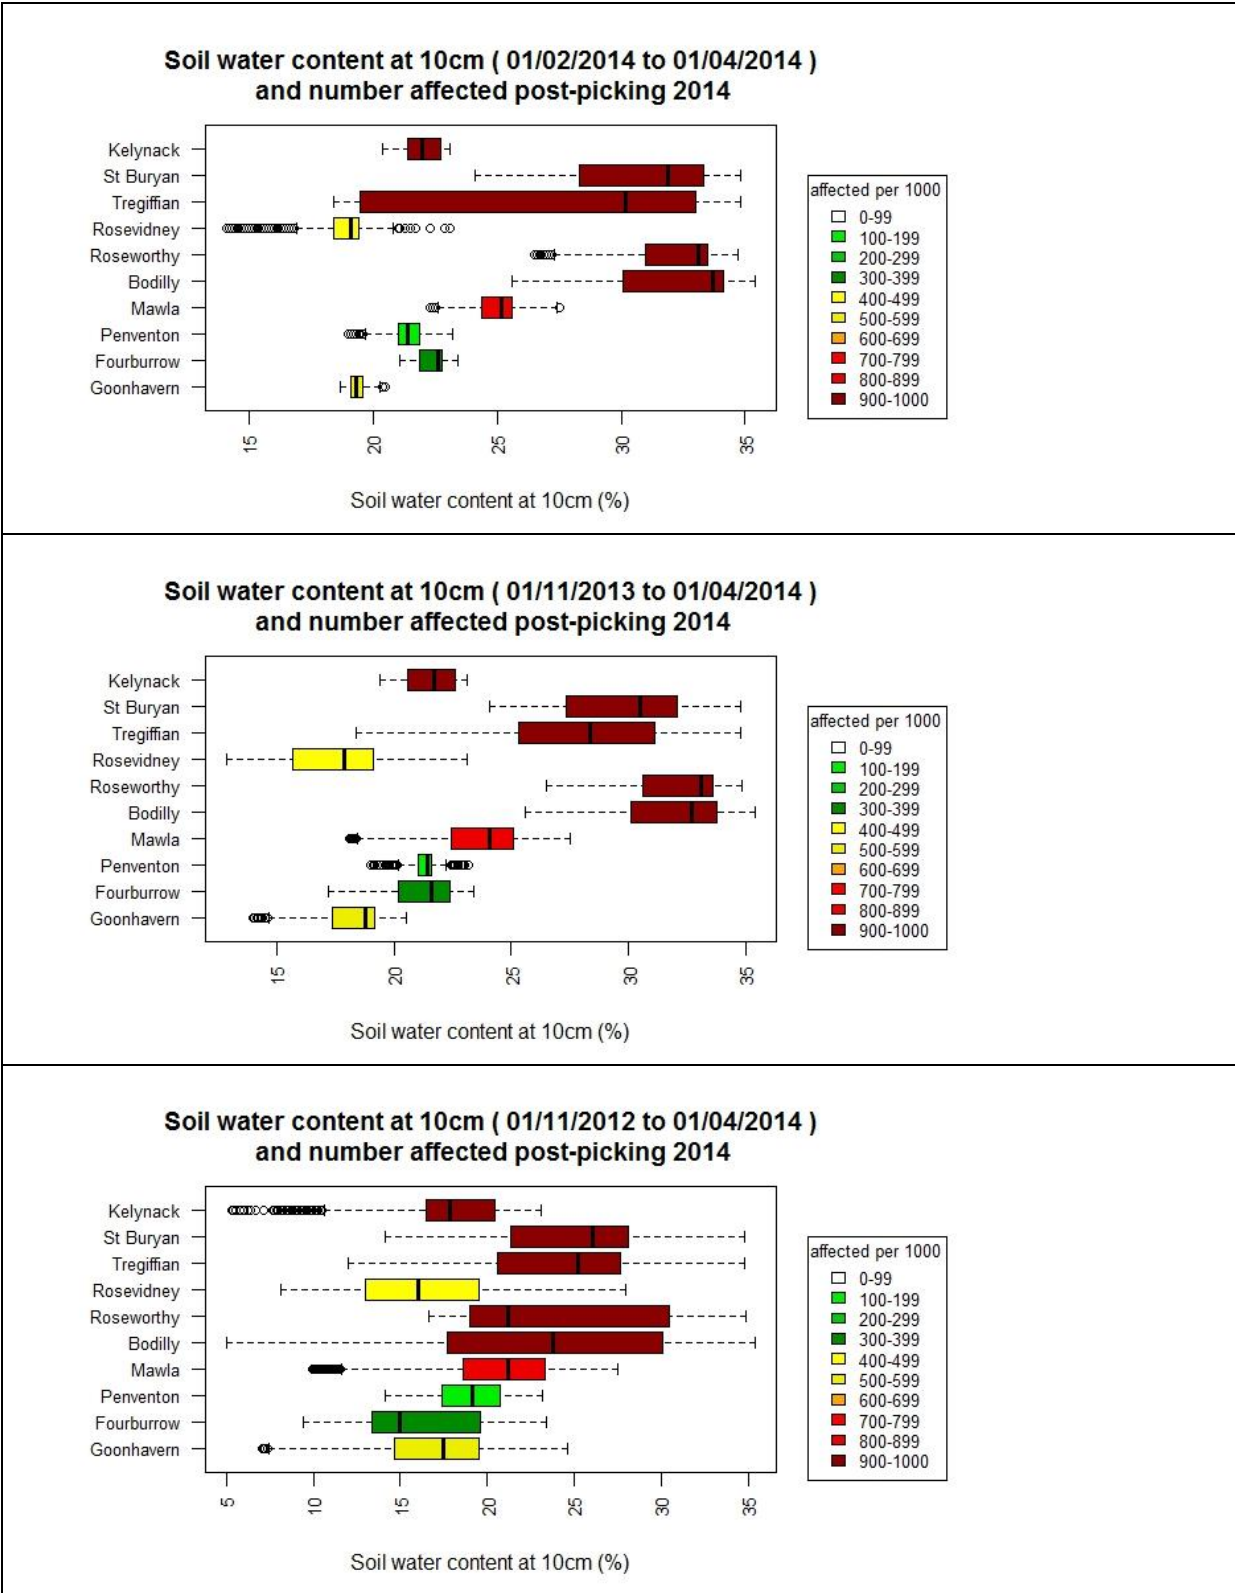 Soil water content at 10cm ( 01/02/2014 to 01/04/2014 )
and number affected post-picking 2014
Kelynack
St Buryan
Tregiffian
Rosevidney
Roseworthy
Bodilly
Mawla
Penventon
Fourburrow
Goonhavern
15
20
25
30
35
Soil water content at 10cm (%)
affected per 1000
0-99
100-199
200-299
300-399
400-499
500-599
600-699
700-799
800-899
900-1000
Soil water content at 10cm ( 01/11/2013 to 01/04/2014 )
and number affected post-picking 2014
Kelynack
St Buryan
Tregiffian
Rosevidney
Roseworthy
Bodilly
Mawla
Penventon
Fourburrow
Goonhavern
15
20
25
30
35
Soil water content at 10cm (%)
affected per 1000
0-99
100-199
200-299
300-399
400-499
500-599
600-699
700-799
800-899
900-1000
Soil water content at 10cm ( 01/11/2012 to 01/04/2014 )
and number affected post-picking 2014
Kelynack
St Buryan
Tregiffian
Rosevidney
Roseworthy
Bodilly
Mawla
Penventon
Fourburrow
Goonhavern
5
10
15
20
25
30
35
Soil water content at 10cm (%)
affected per 1000
0-99
100-199
200-299
300-399
400-499
500-599
600-699
700-799
800-899
900-1000